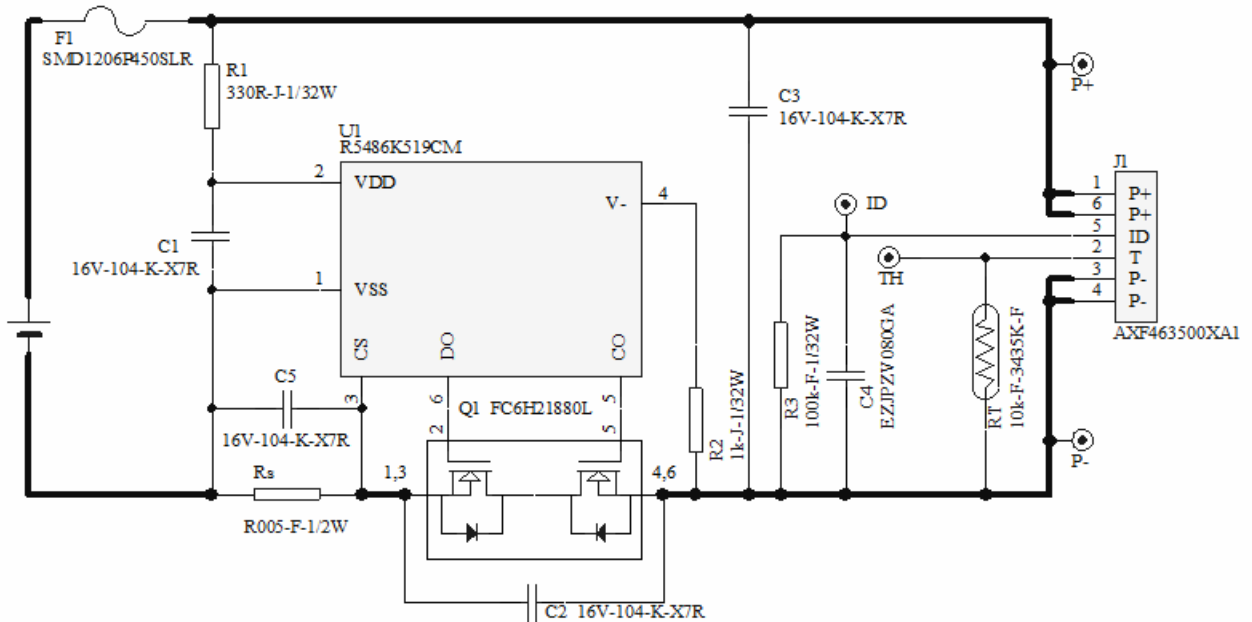 F1
SMD1206P450SLR
R1
330R-J-1/32W
C3
16V-104-K-X7R
P+
U1
R5486K519CM
J1
2
VDD
V-
4
1
P+
6
P+
ID
5
ID
2
T
TH
3
P-
4
P-
AXF463500XA1
C1
16V-104-K-X7R
1
VSS
CS
DO
CO
3
6
5
C5
16V-104-K-X7R
Q1 FC6H21880L
2
5
R2
1k-J-1/32W
R3
100k-F-1/32W
C4
EZJPZV080GA
RT
10k-F-3435K-F
P-
Rs
R005-F-1/2W
1,3
4,6
C2 16V-104-K-X7R